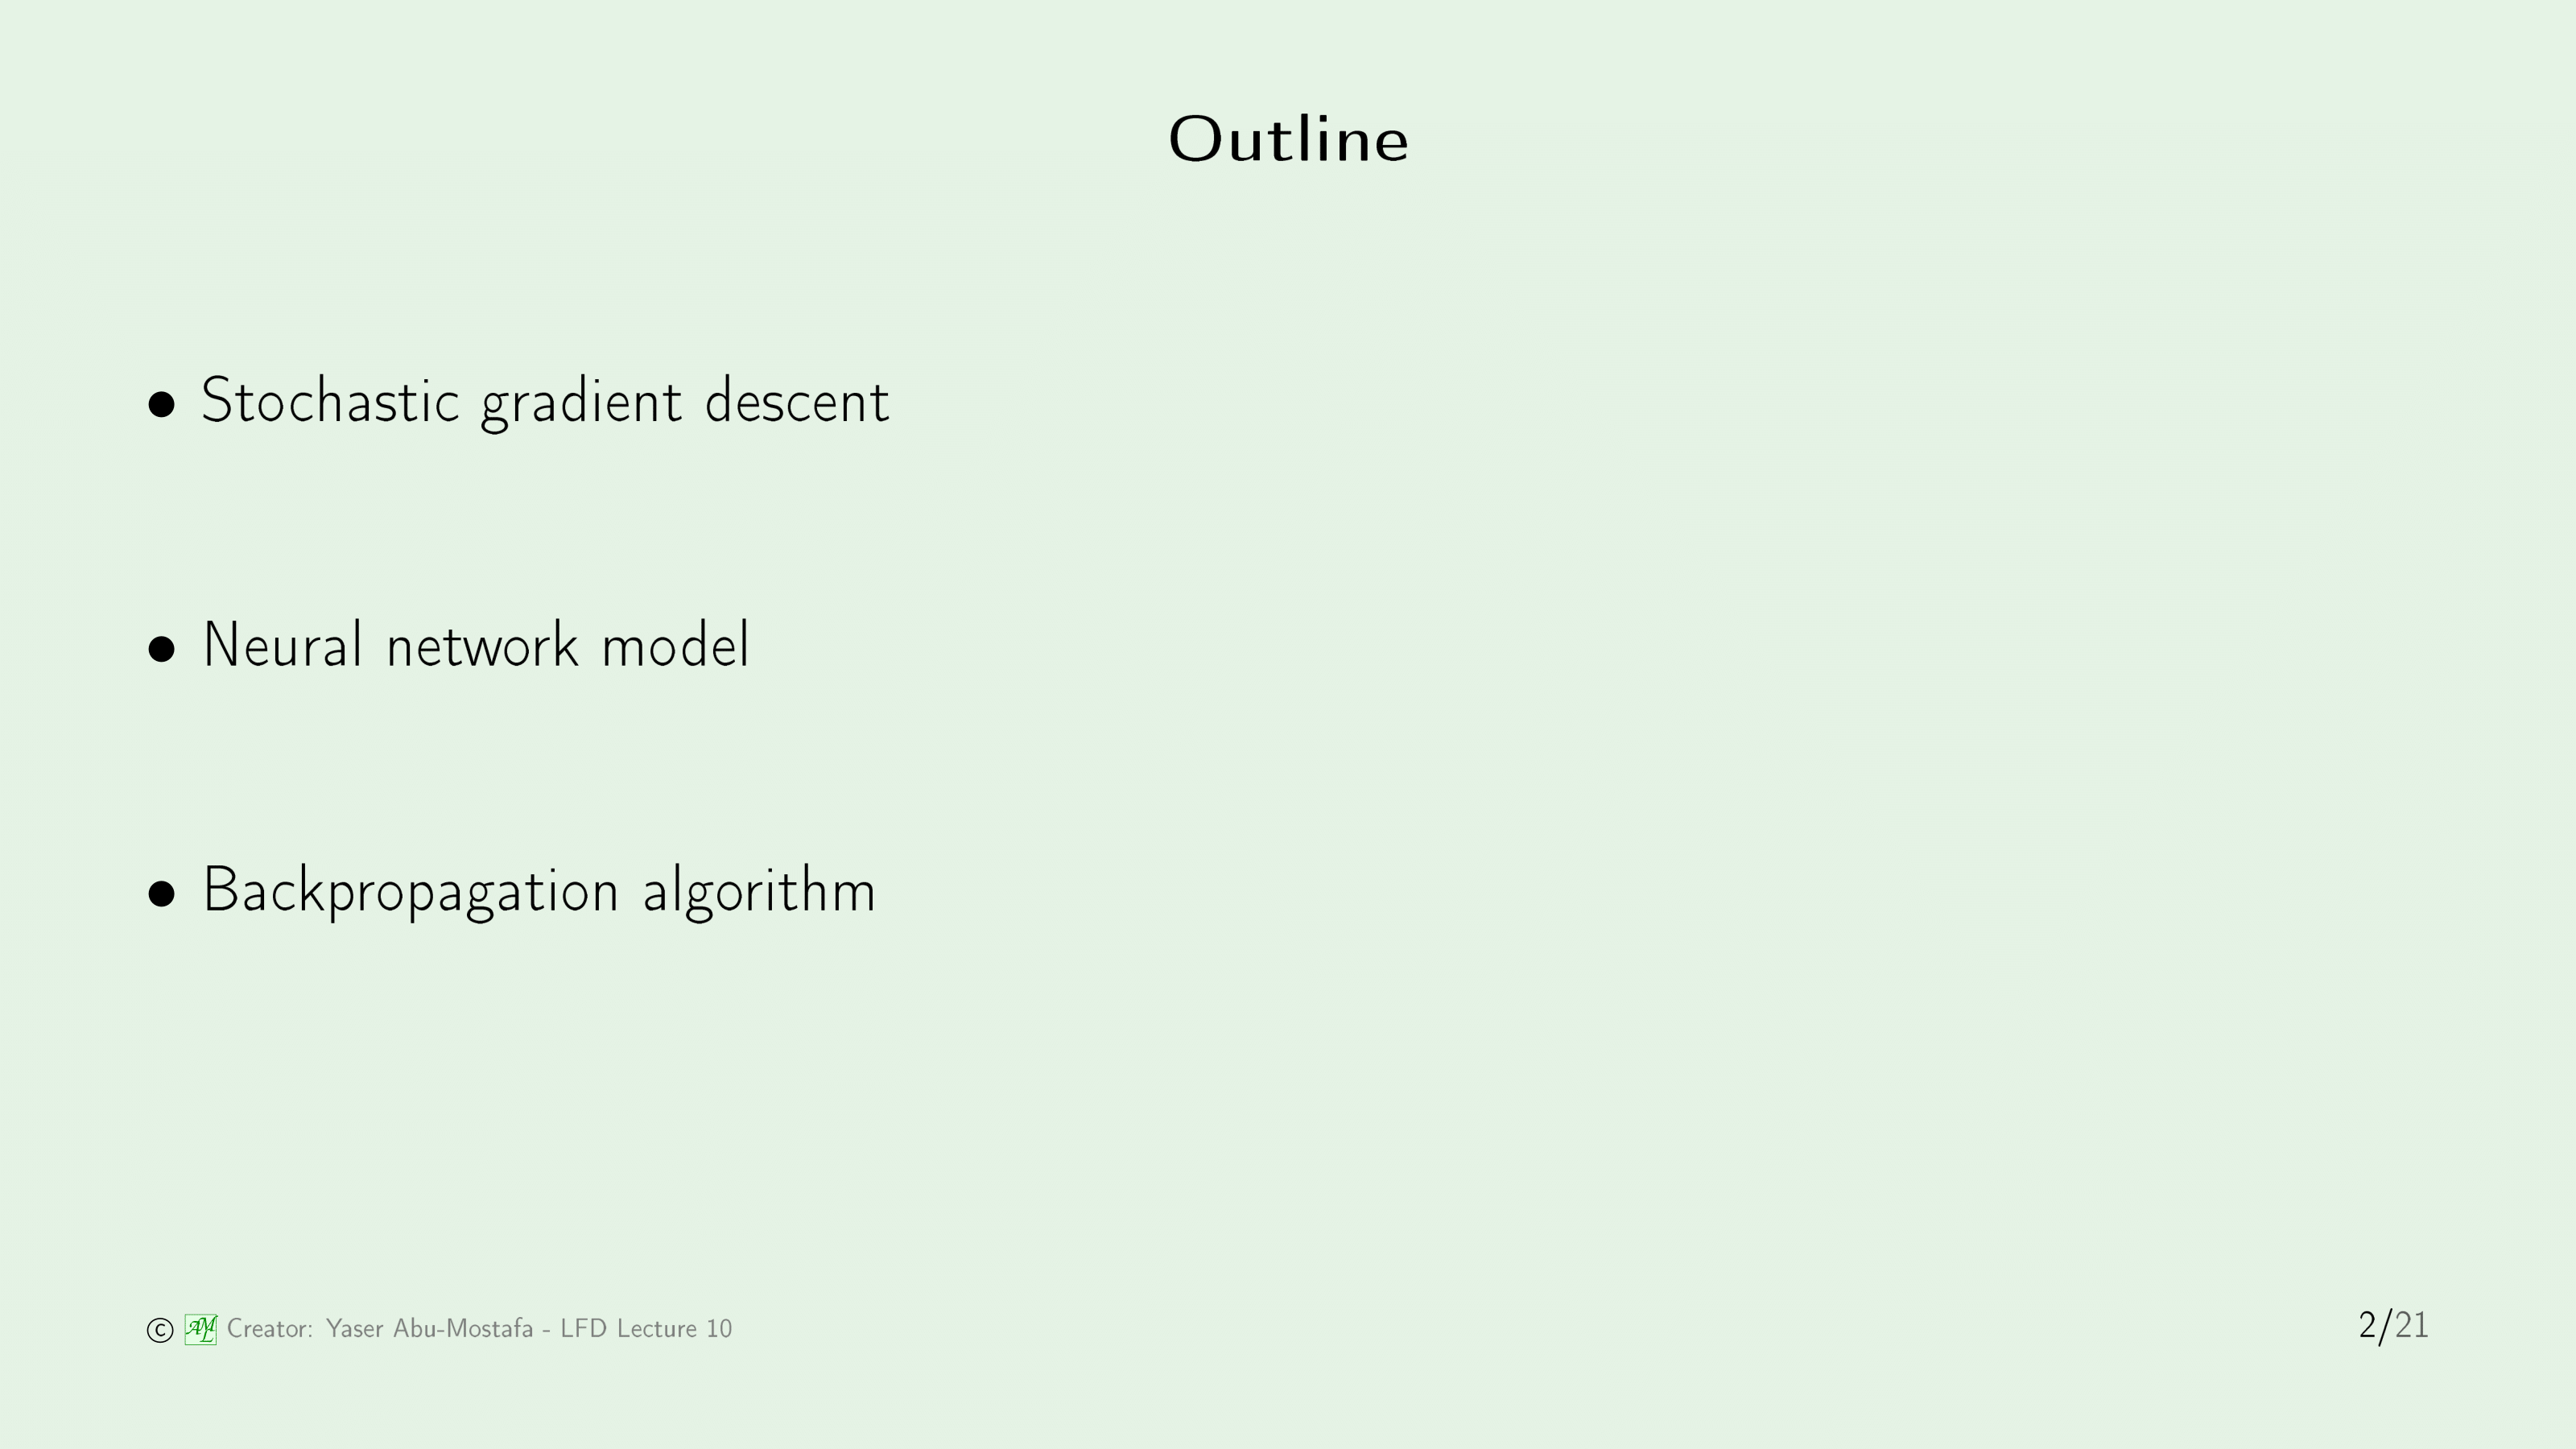 Outline
• Stochastic gradient descent
• Neural network model
• Backpropagation algorithm
© AML Creator: Yaser Abu-Mostafa - LFD Lecture 10
2/21